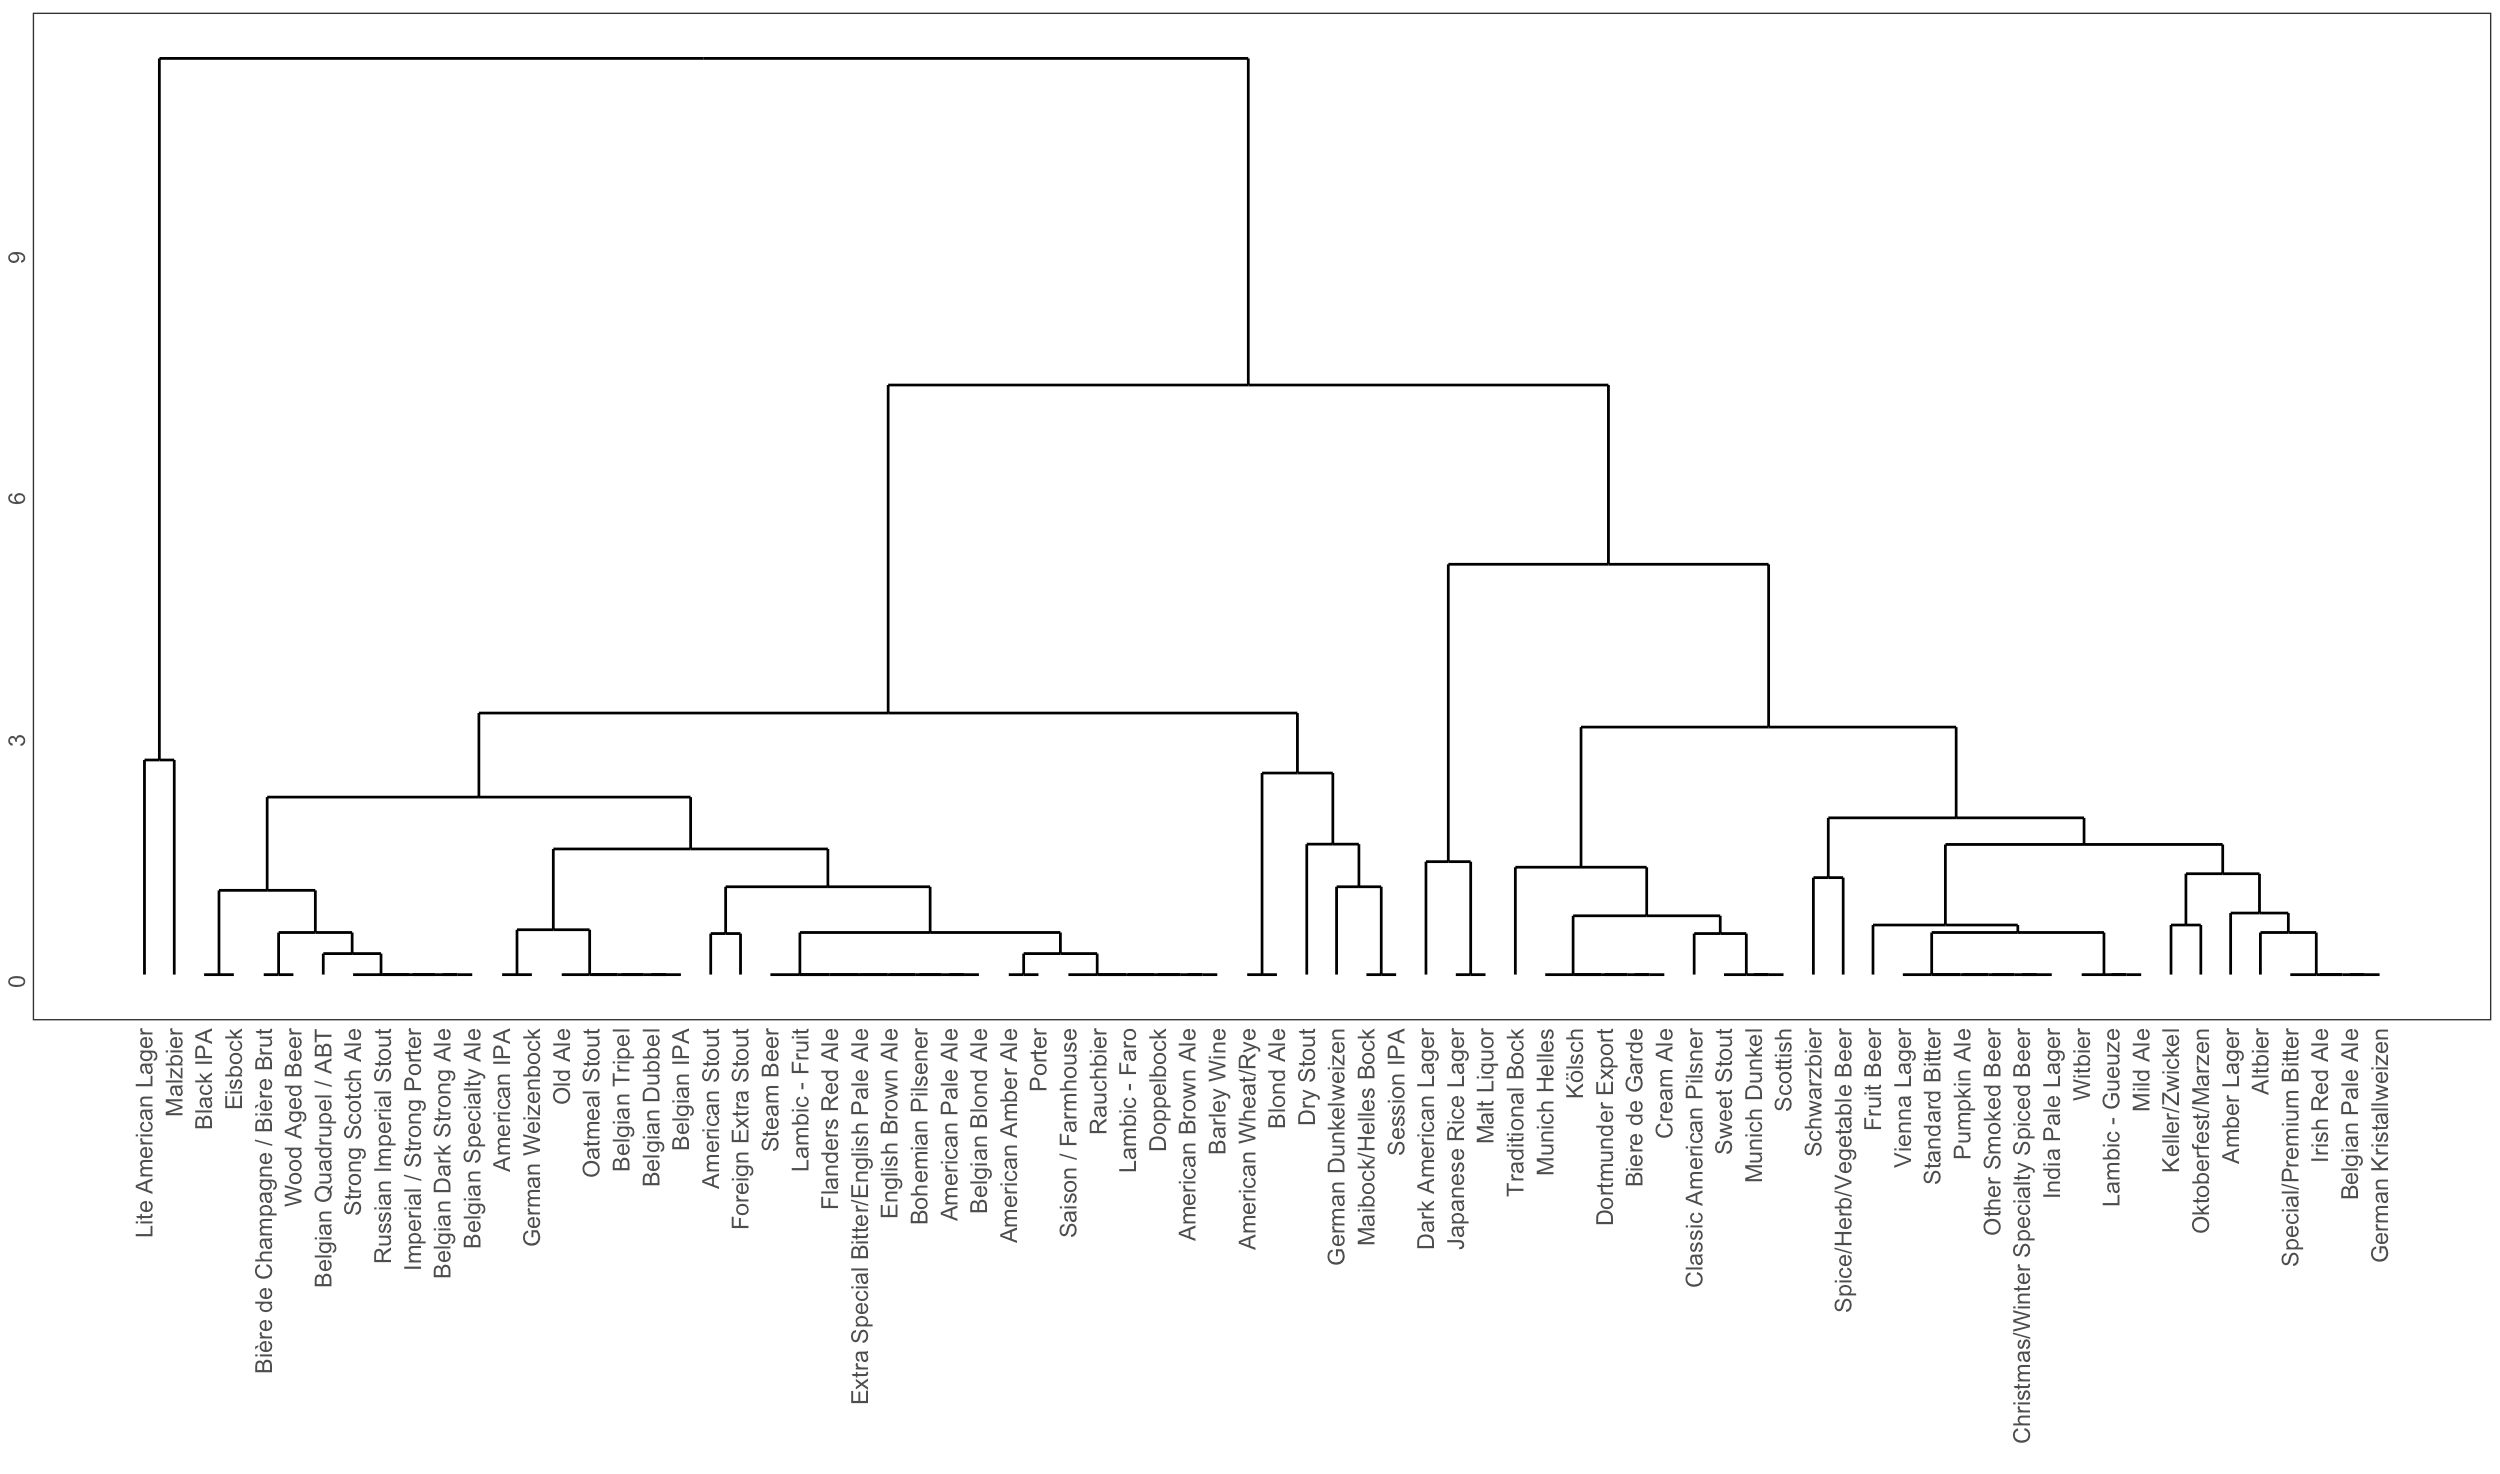 9
6
3
0
Lite American Lager
Malzbier
Black IPA
Eisbock
Bière de Champagne / Bière Brut
Wood Aged Beer
Belgian Quadrupel / ABT
Strong Scotch Ale
Russian Imperial Stout
Imperial / Strong Porter
Belgian Dark Strong Ale
Belgian Specialty Ale
American IPA
German Weizenbock
Old Ale
Oatmeal Stout
Belgian Tripel
Belgian Dubbel
Belgian IPA
American Stout
Foreign Extra Stout
Steam Beer
Lambic - Fruit
Flanders Red Ale
Extra Special Bitter/English Pale Ale
English Brown Ale
Bohemian Pilsener
American Pale Ale
Belgian Blond Ale
American Amber Ale
Porter
Saison / Farmhouse
Rauchbier
Lambic - Faro
Doppelbock
American Brown Ale
Barley Wine
American Wheat/Rye
Blond Ale
Dry Stout
German Dunkelweizen
Maibock/Helles Bock
Session IPA
Dark American Lager
Japanese Rice Lager
Malt Liquor
Traditional Bock
Munich Helles
Kölsch
Dortmunder Export
Biere de Garde
Cream Ale
Classic American Pilsner
Sweet Stout
Munich Dunkel
Scottish
Schwarzbier
Spice/Herb/Vegetable Beer
Fruit Beer
Vienna Lager
Standard Bitter
Pumpkin Ale
Other Smoked Beer
Christmas/Winter Specialty Spiced Beer
India Pale Lager
Witbier
Lambic - Gueuze
Mild Ale
Keller/Zwickel
Oktoberfest/Marzen
Amber Lager
Altbier
Special/Premium Bitter
Irish Red Ale
Belgian Pale Ale
German Kristallweizen